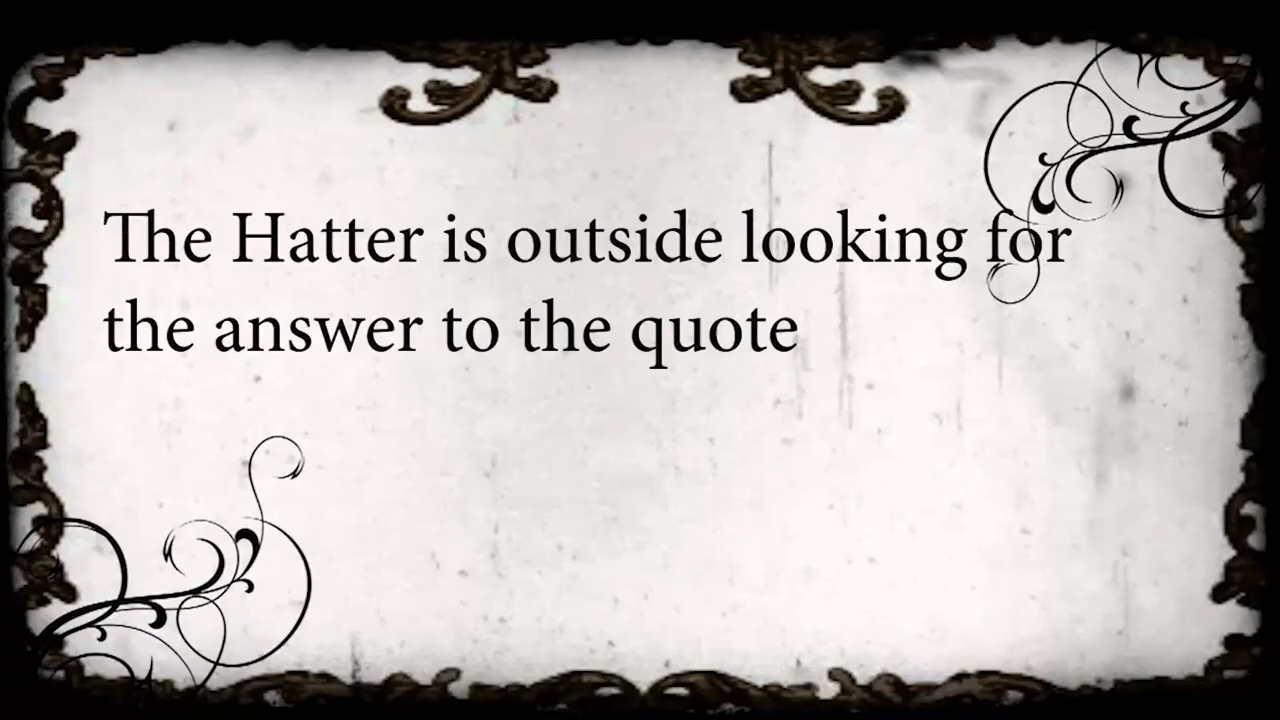 The Hatter is outside looking for
the answer to the quote